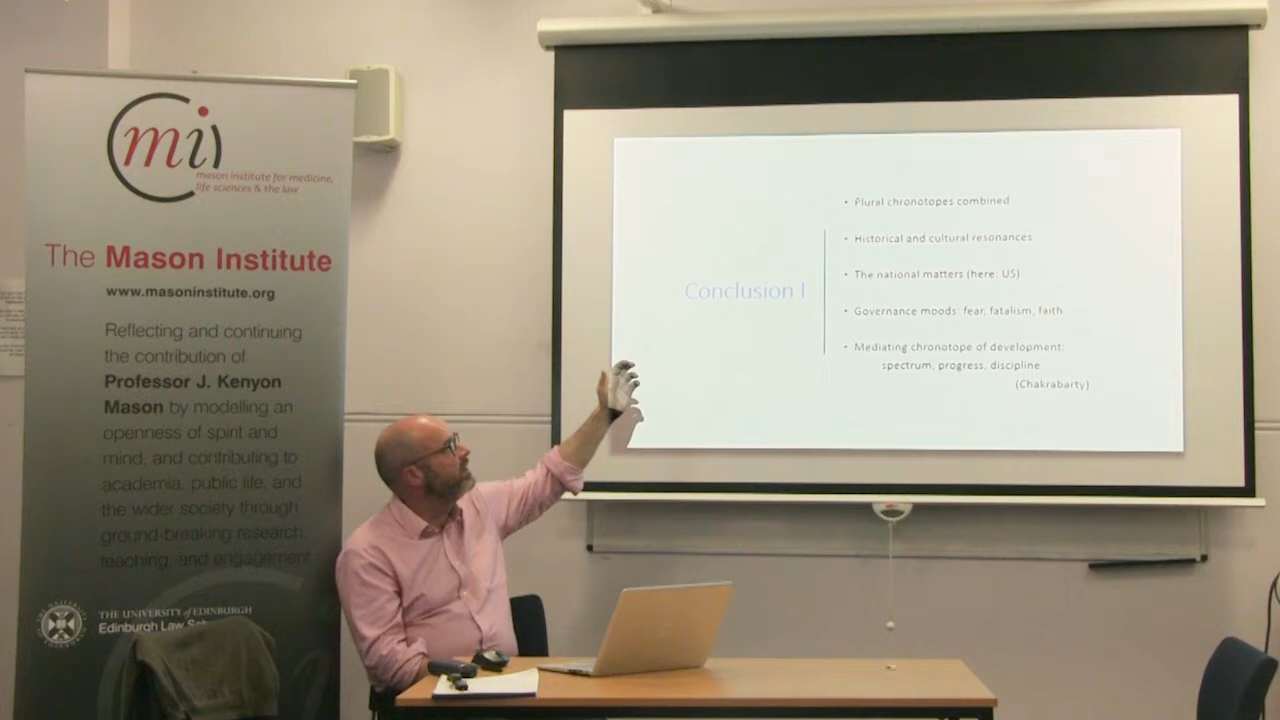 mi
mason institute for medicine,
life sciences & the law
The Mason Institute
www.masoninstitute.org
Reflecting and continuing
the contribution of
Professor J. Kenyon
Mason by modelling an
openness of spirit and
mind, and contributing to
academia, public life, and
the wider society through
ground-breaking research,
teaching, and engagement
THE UNIVERSITY of EDINBURGH
Edinburgh Law
Conclusion I
• Plural chronotopes combined
• Historical and cultural resonances
• The national matters (here: US)
• Governance moods: fear, fatalism, faith
• Mediating chronotope of development:
spectrum, progress, discipline
(Chakrabarty)